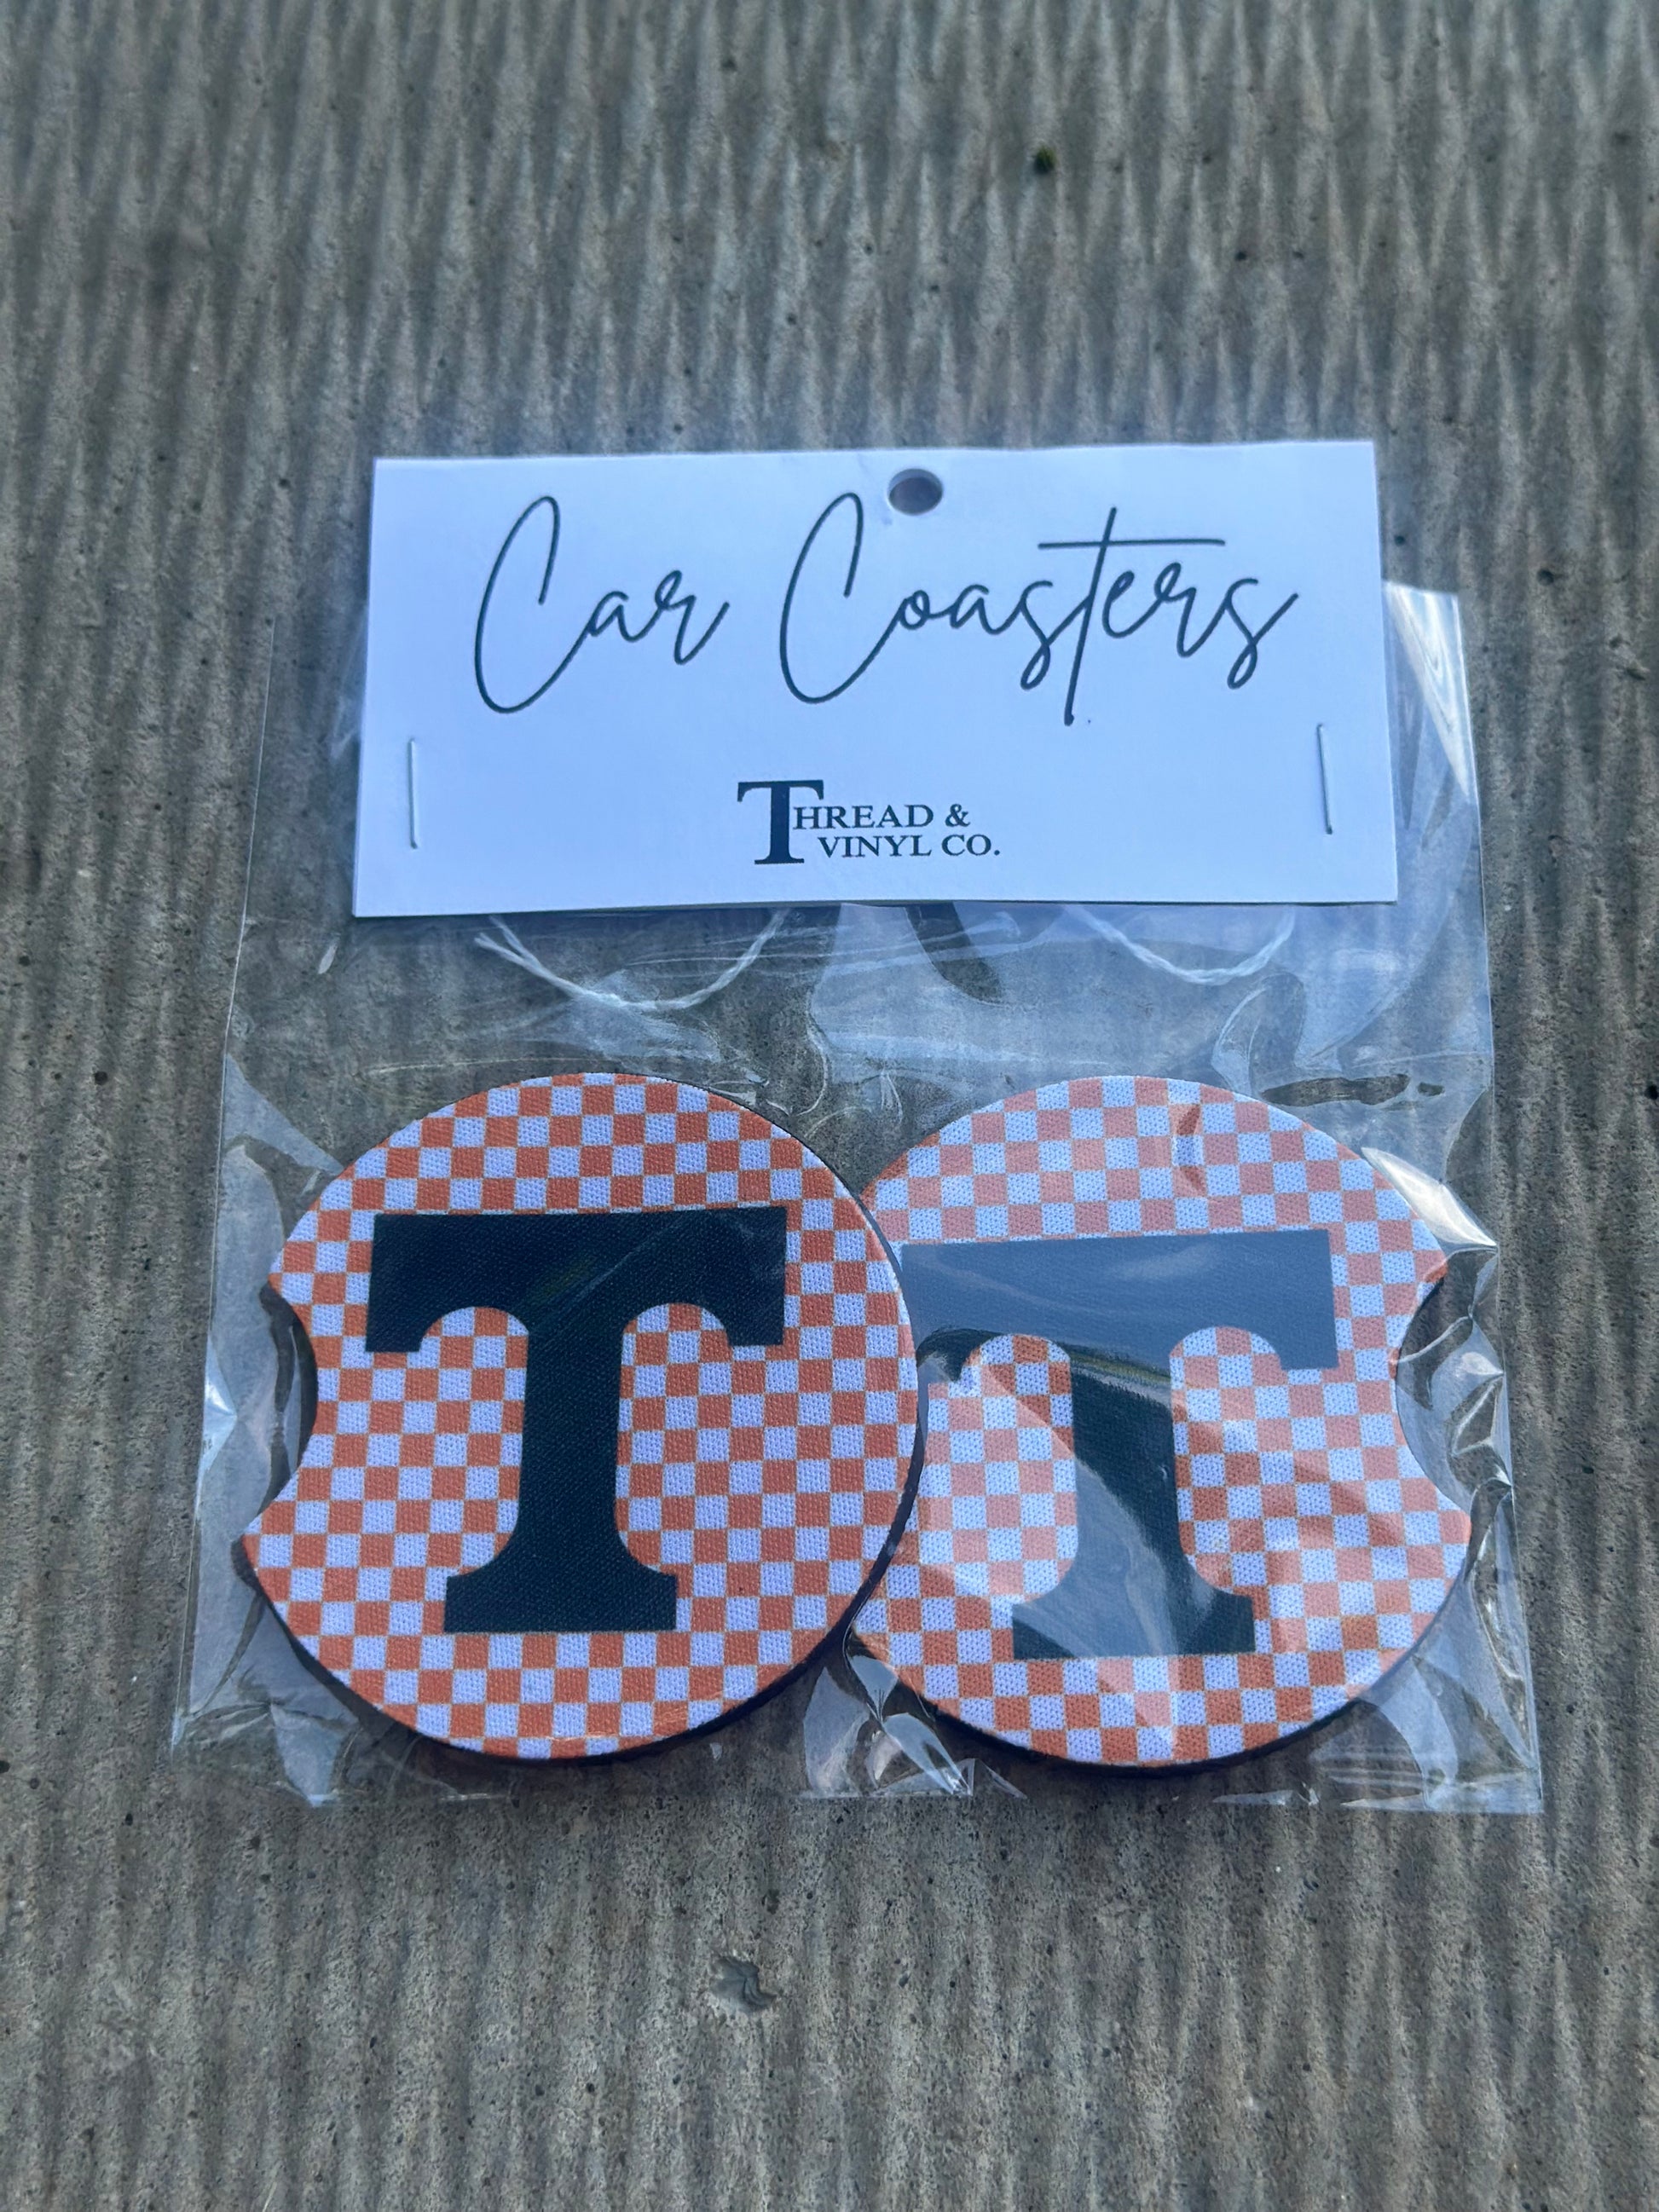 Car Coasters
THREAD &
VINYL CO.
T
T